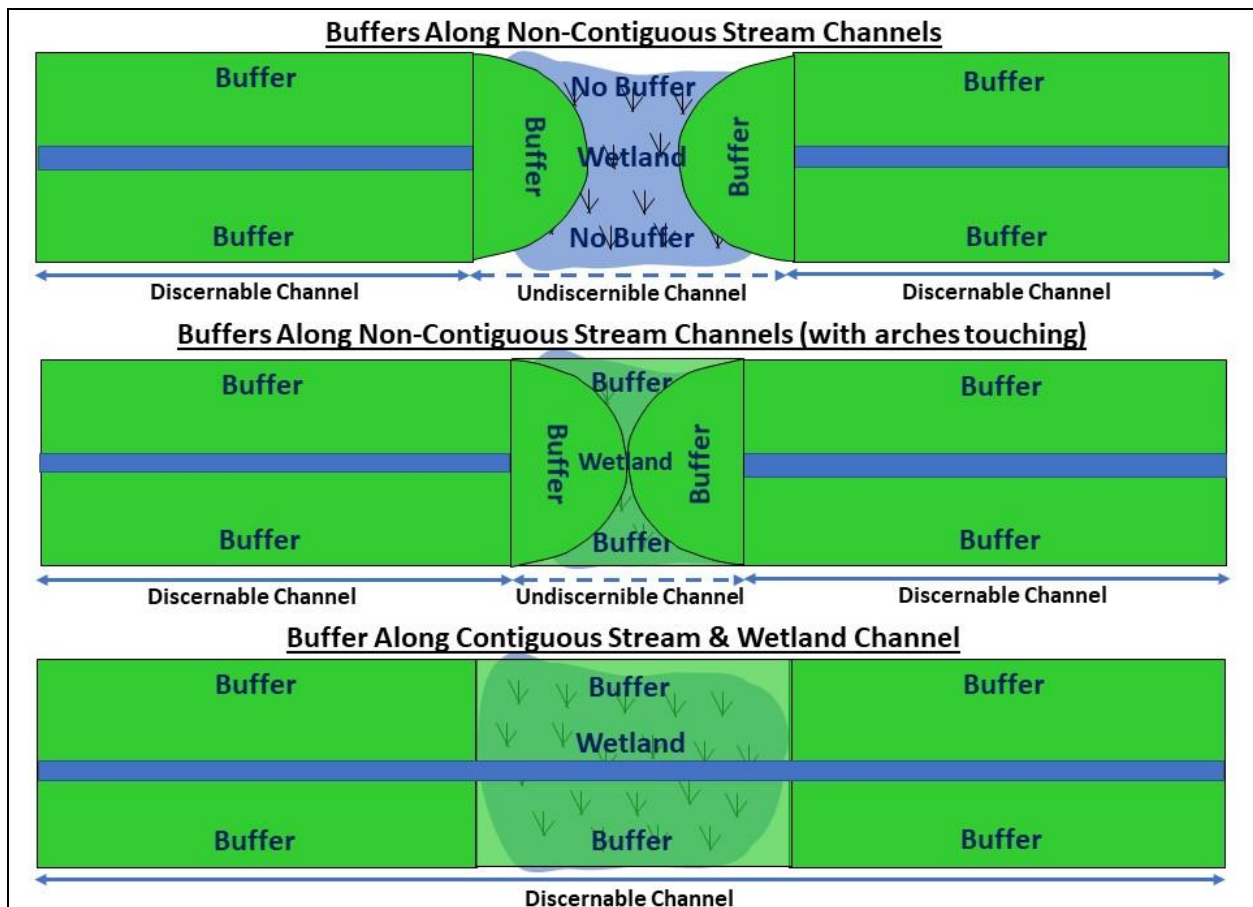 Buffers Along Non-Contiguous Stream Channels
Buffer No Buffer Buffer
Buffer Wetland Buffer
Buffer No Buffer Buffer
Discernable Channel Undiscernible Channel Discernable Channel
Buffers Along Non-Contiguous Stream Channels (with arches touching)
Buffer Buffer Buffer
Buffer Wetland Buffer
Buffer Buffer Buffer
Discernable Channel Undiscernible Channel Discernable Channel
Buffer Along Contiguous Stream & Wetland Channel
Buffer Buffer Buffer
Wetland
Buffer Buffer Buffer
Discernable Channel